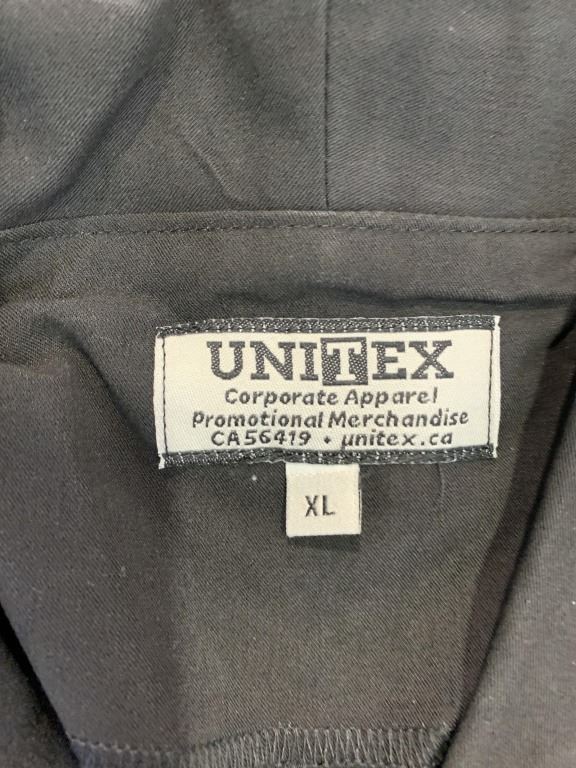 UNITEX
Corporate Apparel
Promotional Merchandise
CA56419 • unitex.ca
XL